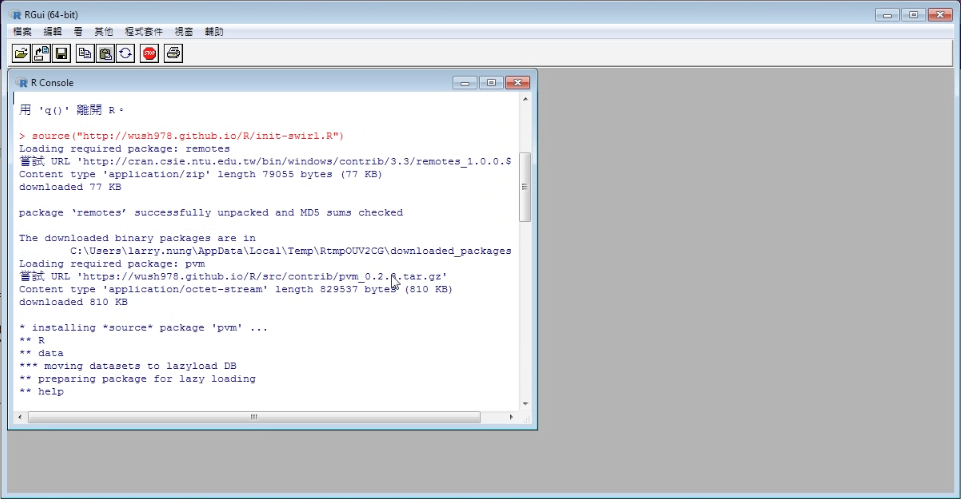 RGui (64-bit)
檔案 編輯 看 其他 程式套件 視窗 輔助
STOP
R Console
用 'q()' 離開 R。
> source("http://wush978.github.io/R/init-swirl.R")
Loading required package: remotes
嘗試 URL 'http://cran.csie.ntu.edu.tw/bin/windows/contrib/3.3/remotes_1.0.0.$
Content type 'application/zip' length 79055 bytes (77 KB)
downloaded 77 KB
package ‘remotes’ successfully unpacked and MD5 sums checked
The downloaded binary packages are in
C:\Users\larry.nung\AppData\Local\Temp\RtmpOUV2CG\downloaded_packages
Loading required package: pvm
嘗試 URL 'https://wush978.github.io/R/src/contrib/
Content type 'application/octet-stream' length 829537 bytes (810 KB)
downloaded 810 KB
* installing *source* package 'pvm' ...
** R
** data
*** moving datasets to lazyload DB
** preparing package for lazy loading
** help